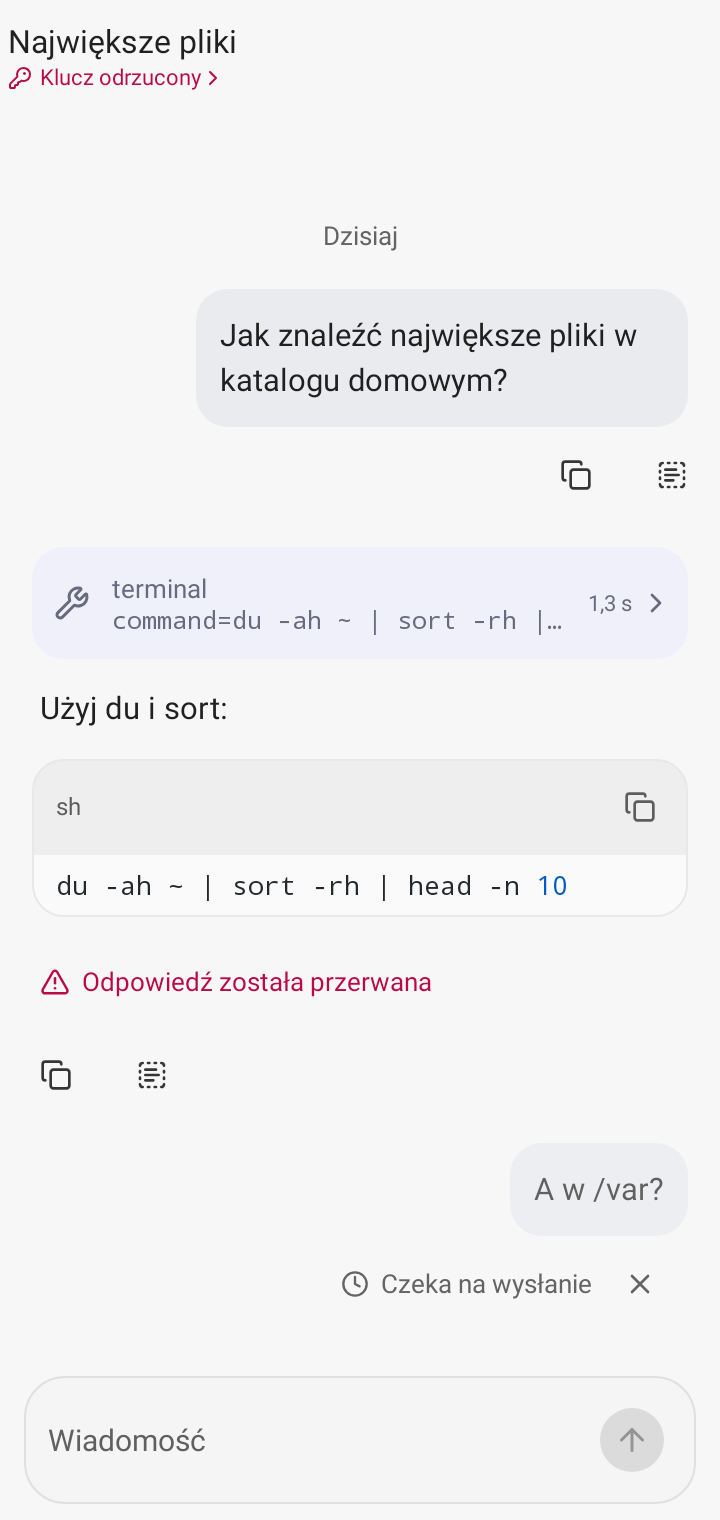 Największe pliki
Klucz odrzucony
Dzisiaj
Jak znaleźć największe pliki w
katalogu domowym?
terminal
command=du -ah ~ | sort -rh |…
1,3 s
Użyj du i sort:
sh
du -ah ~ | sort -rh | head -n 10
Odpowiedź została przerwana
A w /var?
Czeka na wysłanie
Wiadomość